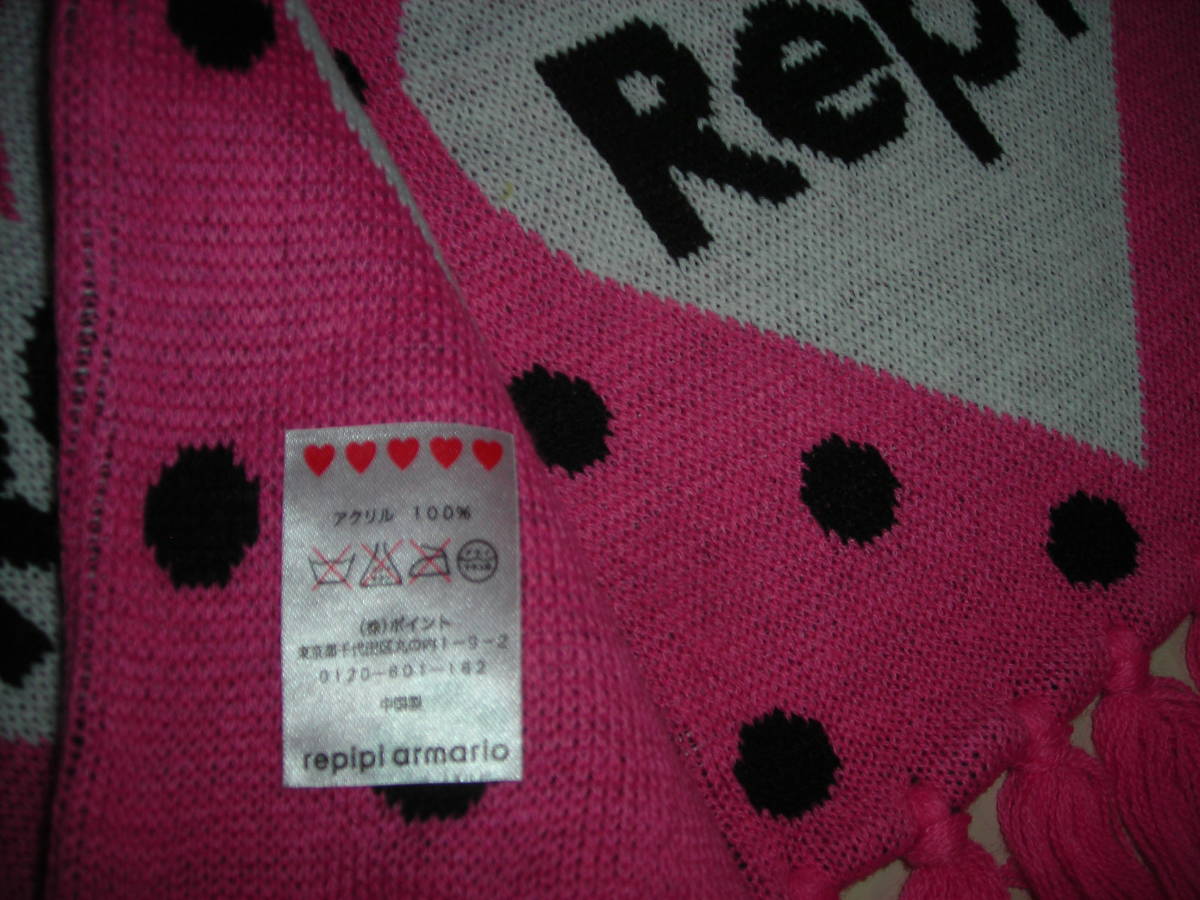 Repi
アクリル 100%
(株)ポイント
東京都千代田区丸の内1-9-2
0120-601-162
中国製
repipi armario